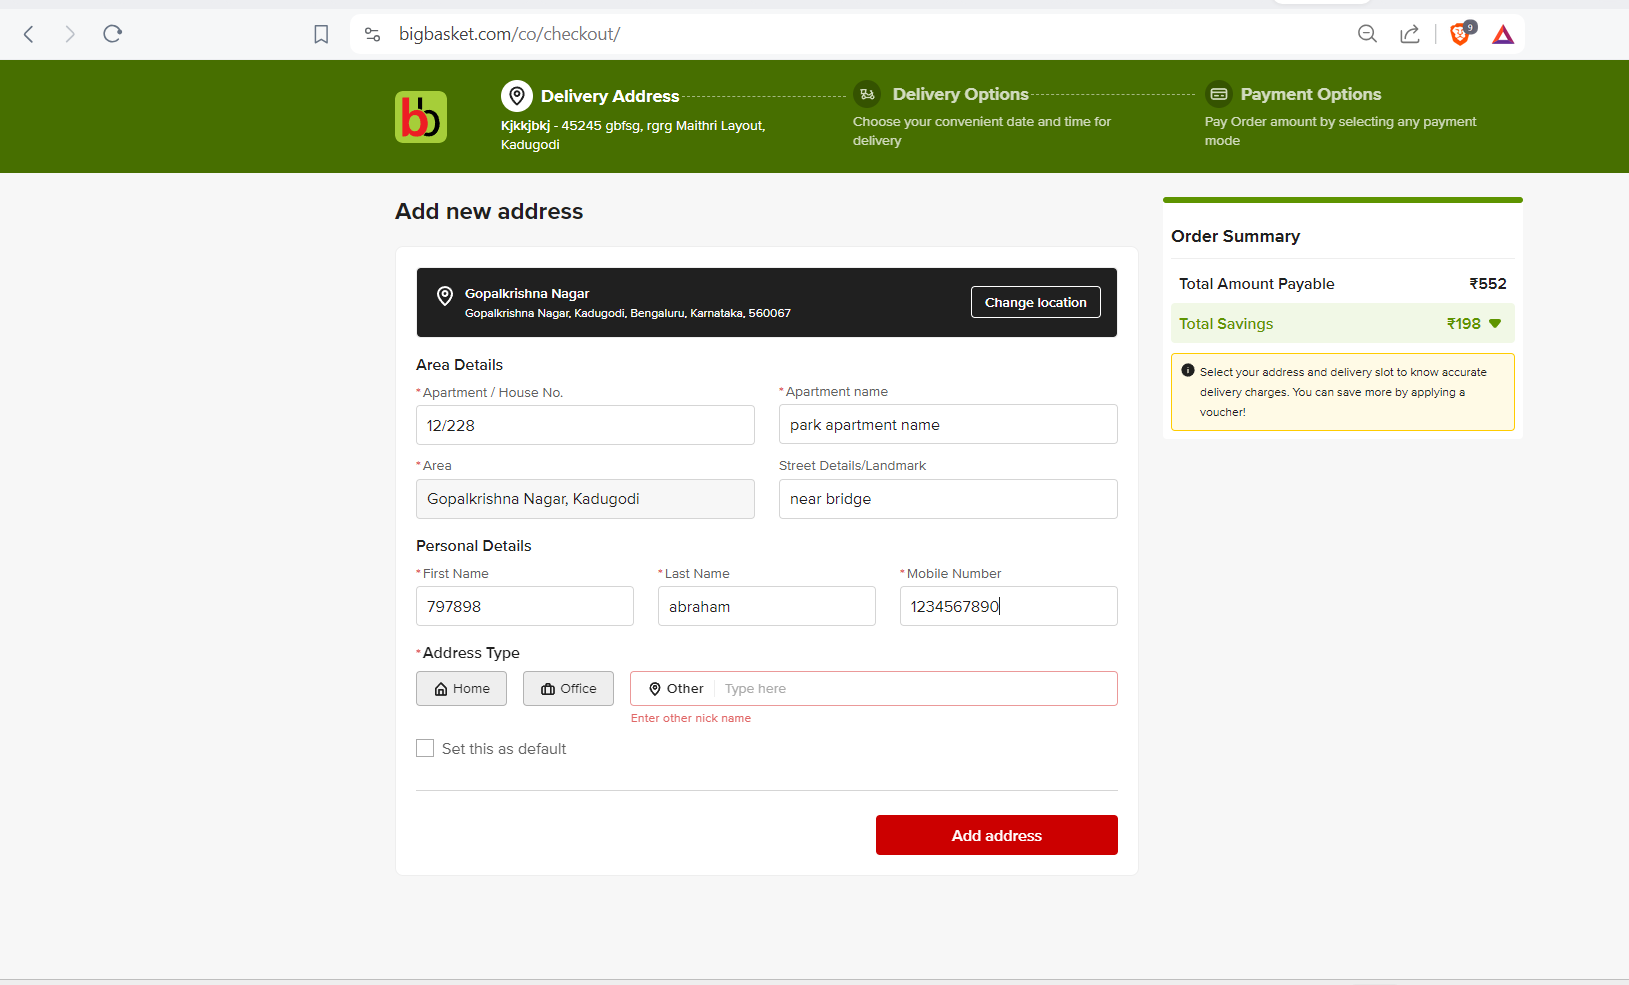 bigbasket.com/co/checkout/
9
bb
Delivery Address
Kjkkjbkj - 45245 gbfsg, rgrg Maithri Layout,
Kadugodi
Delivery Options
Choose your convenient date and time for
delivery
Payment Options
Pay Order amount by selecting any payment
mode
Add new address
Gopalkrishna Nagar
Gopalkrishna Nagar, Kadugodi, Bengaluru, Karnataka, 560067
Change location
Area Details
*Apartment / House No.
*Apartment name
12/228
park apartment name
*Area
Street Details/Landmark
Gopalkrishna Nagar, Kadugodi
near bridge
Personal Details
*First Name
*Last Name
*Mobile Number
797898
abraham
1234567890
*Address Type
Home
Office
Other
Type here
Enter other nick name
Set this as default
Add address
Order Summary
Total Amount Payable ₹552
Total Savings ₹198
Select your address and delivery slot to know accurate
delivery charges. You can save more by applying a
voucher!